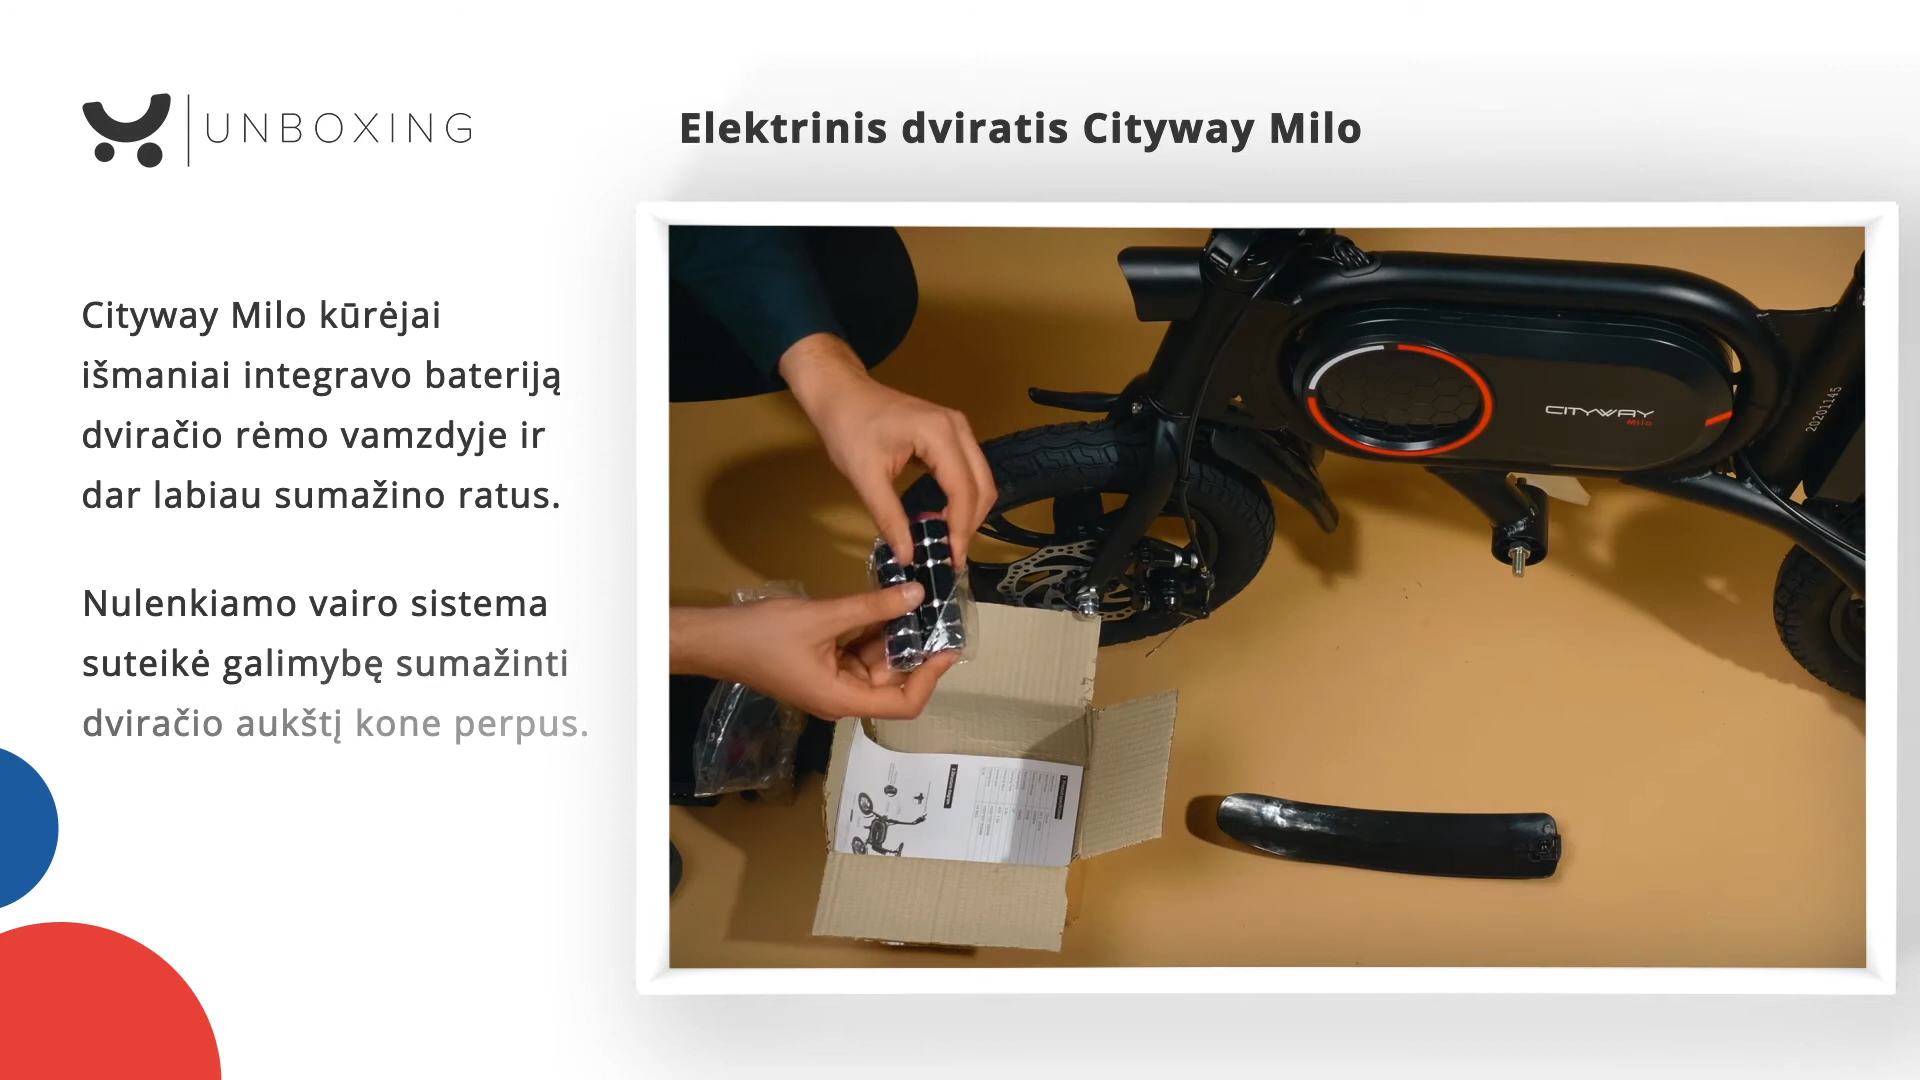 UNBOXING
Elektrinis dviratis Cityway Milo
Cityway Milo kūrėjai
išmaniai integravo bateriją
dviračio rėmo vamzdyje ir
dar labiau sumažino ratus.
Nulenkiamo vairo sistema
suteikė galimybę sumažinti
dviračio aukštį kone perpus.
CITYWAY
Milo
20201145